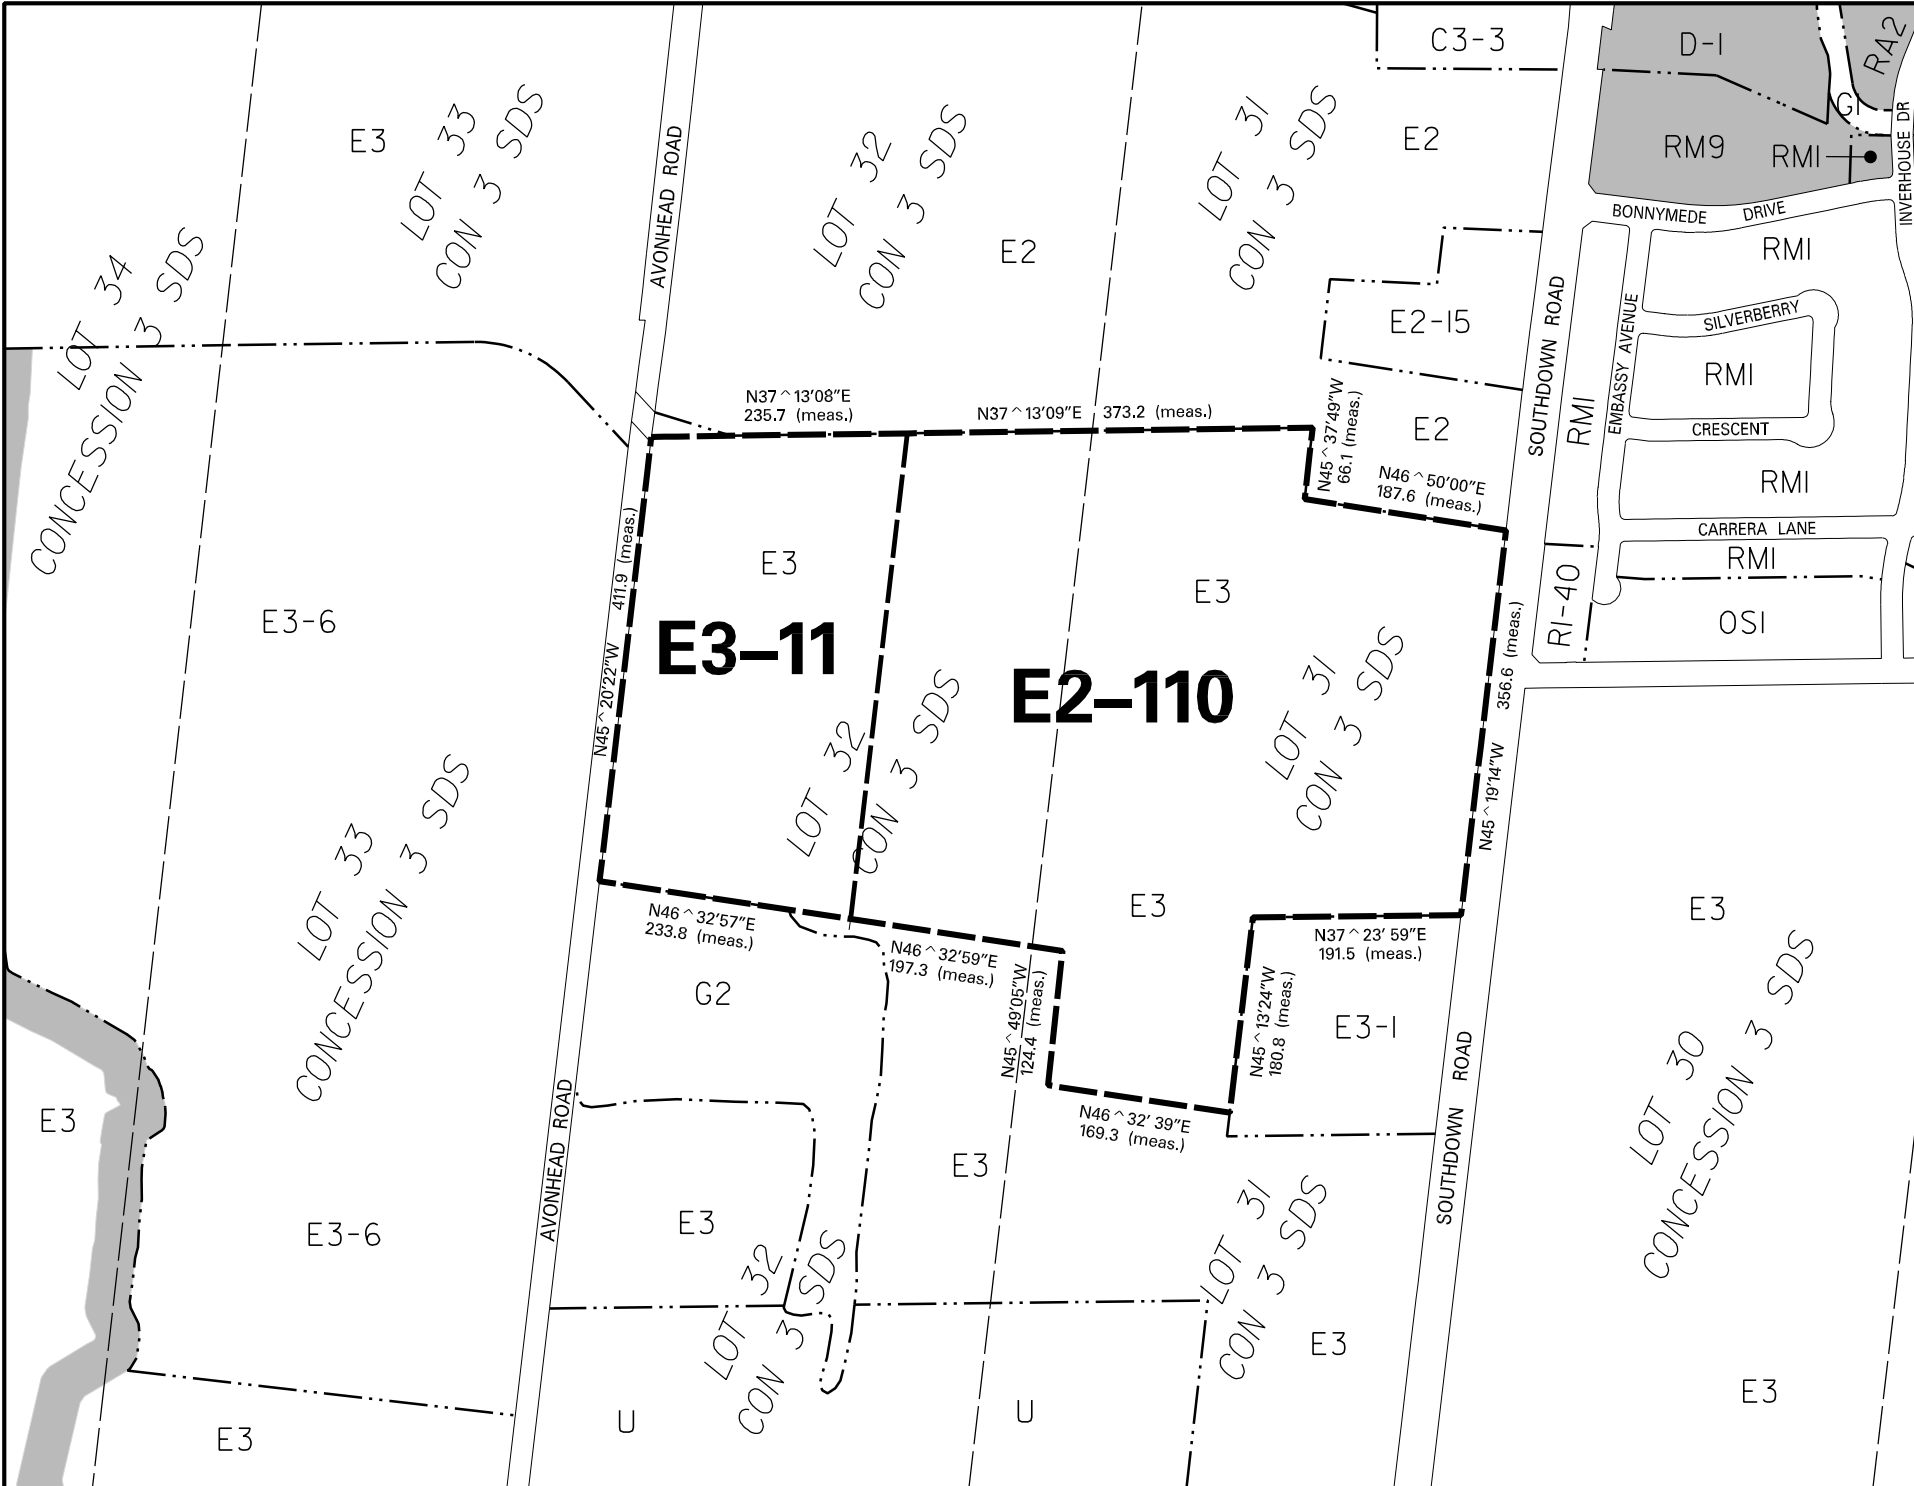 C3-3
D-1
RA2
G1
RM9
RM1
INVERHOUSE DR
E3
LOT 33
CON 3 SDS
AVONHEAD ROAD
LOT 32
CON 3 SDS
E2
LOT 31
CON 3 SDS
E2
BONNYMEDE DRIVE
RM1
LOT 34
CONCESSION 3 SDS
E2-15
SOUTHDOWN ROAD
RM1
EMBASSY AVENUE
SILVERBERRY
RM1
CRESCENT
RM1
CARRERA LANE
RM1
R1-40
OS1
N37^13'08"E
235.7 (meas.)
N37^13'09"E 373.2 (meas.)
N45^37'49"W
66.1 (meas.)
E2
N46^50'00"E
187.6 (meas.)
N45^20'22"W 411.9 (meas.)
E3
E3
E3-6
E3–11
E2–110
LOT 32
CON 3 SDS
LOT 31
CON 3 SDS
N45^19'14"W 356.6 (meas.)
LOT 33
CONCESSION 3 SDS
E3
E3
N46^32'57"E
233.8 (meas.)
N46^32'59"E
197.3 (meas.)
N45^49'05"W
124.4 (meas.)
N37^23'59"E
191.5 (meas.)
N45^13'24"W
180.8 (meas.)
G2
E3-1
LOT 30
CONCESSION 3 SDS
E3
AVONHEAD ROAD
N46^32'39"E
169.3 (meas.)
SOUTHDOWN ROAD
E3
E3-6
E3
LOT 32
CON 3 SDS
LOT 31
CON 3 SDS
E3
E3
E3
U
U